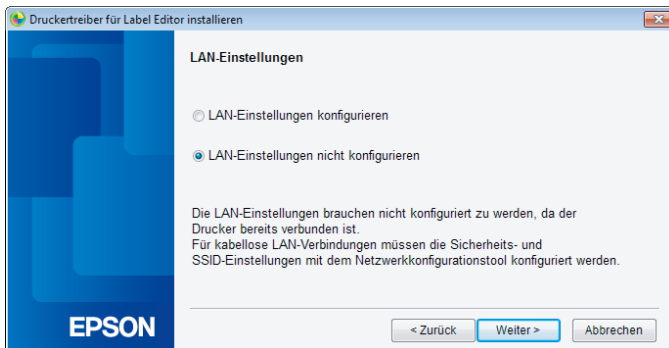 Druckertreiber für Label Editor installieren
LAN-Einstellungen
LAN-Einstellungen konfigurieren
LAN-Einstellungen nicht konfigurieren
Die LAN-Einstellungen brauchen nicht konfiguriert zu werden, da der
Drucker bereits verbunden ist.
Für kabellose LAN-Verbindungen müssen die Sicherheits- und
SSID-Einstellungen mit dem Netzwerkkonfigurationstool konfiguriert werden.
EPSON
< Zurück Weiter > Abbrechen